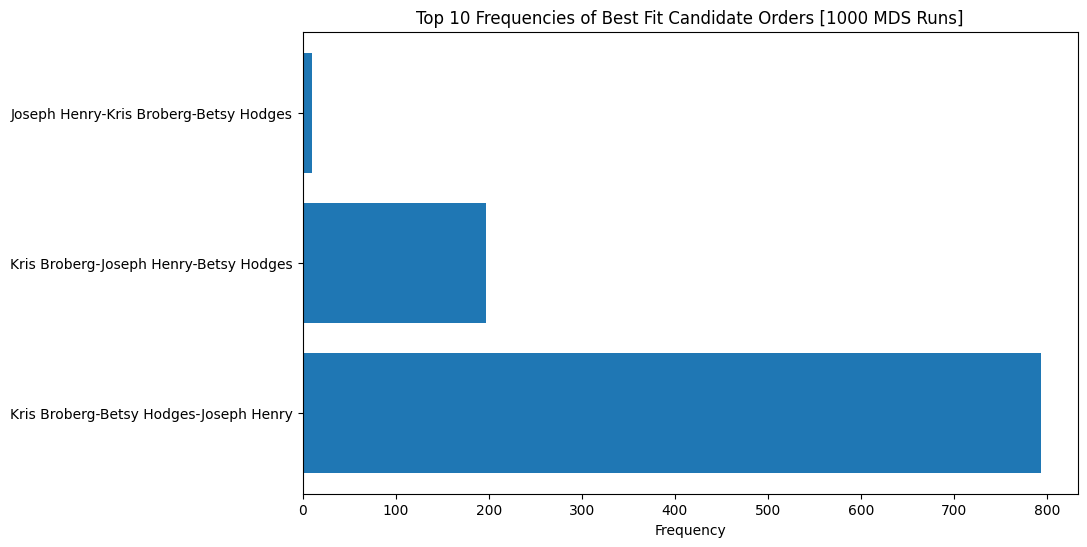 Top 10 Frequencies of Best Fit Candidate Orders [1000 MDS Runs]
Joseph Henry-Kris Broberg-Betsy Hodges
Kris Broberg-Joseph Henry-Betsy Hodges
Kris Broberg-Betsy Hodges-Joseph Henry
0 100 200 300 400 500 600 700 800
Frequency